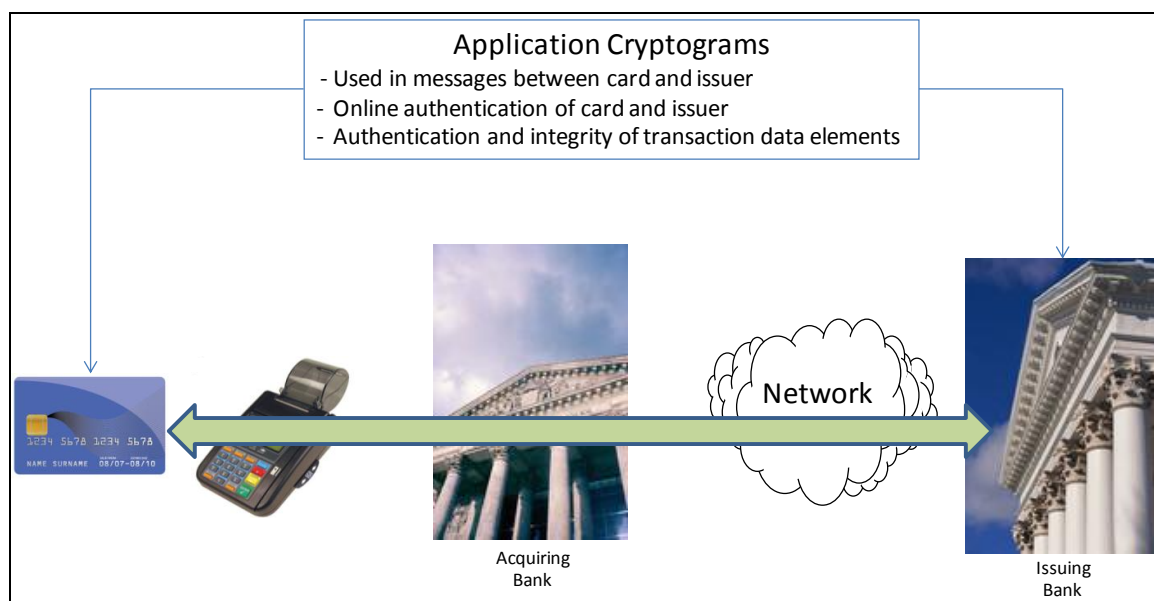 Application Cryptograms
- Used in messages between card and issuer
- Online authentication of card and issuer
- Authentication and integrity of transaction data elements
Network
1234 5678 1234 5678
NAME SURNAME 08/07-08/10
Acquiring
Bank
Issuing
Bank